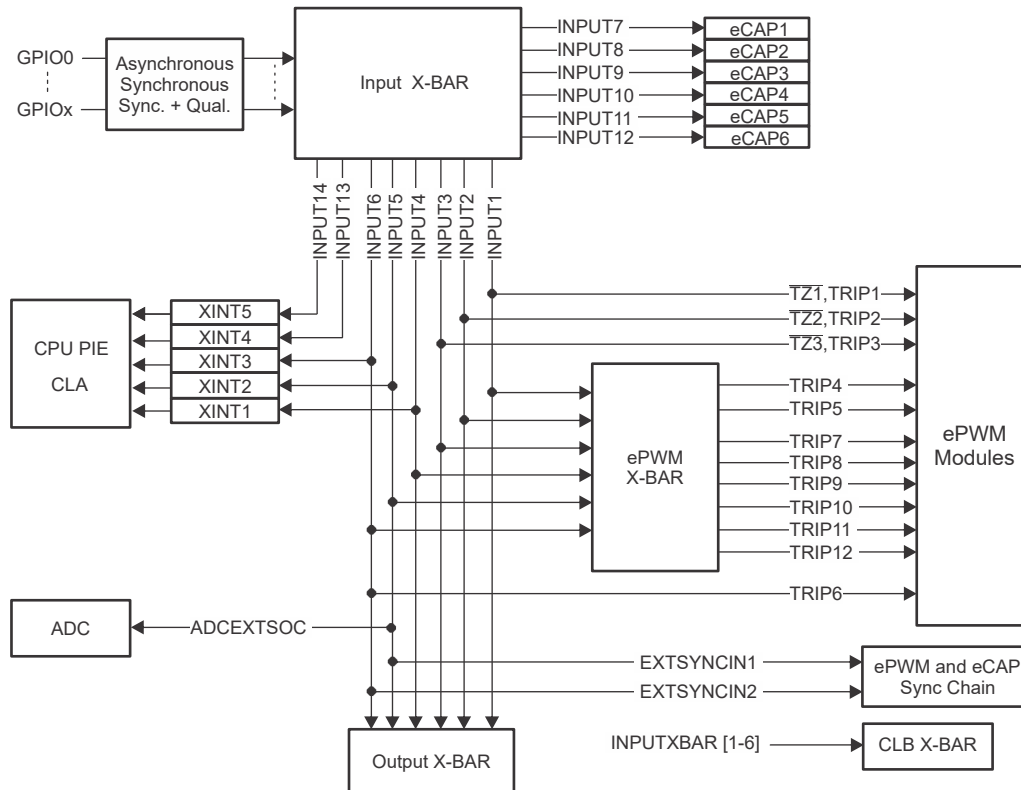 GPIO0
GPIOx
Asynchronous
Synchronous
Sync. + Qual.
Input X-BAR
INPUT7
INPUT8
INPUT9
INPUT10
INPUT11
INPUT12
eCAP1
eCAP2
eCAP3
eCAP4
eCAP5
eCAP6
INPUT14
INPUT13
INPUT6
INPUT5
INPUT4
INPUT3
INPUT2
INPUT1
CPU PIE
CLA
XINT5
XINT4
XINT3
XINT2
XINT1
TZ1,TRIP1
TZ2,TRIP2
TZ3,TRIP3
ePWM
X-BAR
TRIP4
TRIP5
TRIP7
TRIP8
TRIP9
TRIP10
TRIP11
TRIP12
TRIP6
ePWM
Modules
ADC
ADCEXTSOC
EXTSYNCIN1
EXTSYNCIN2
ePWM and eCAP
Sync Chain
INPUTXBAR [1-6]
CLB X-BAR
Output X-BAR